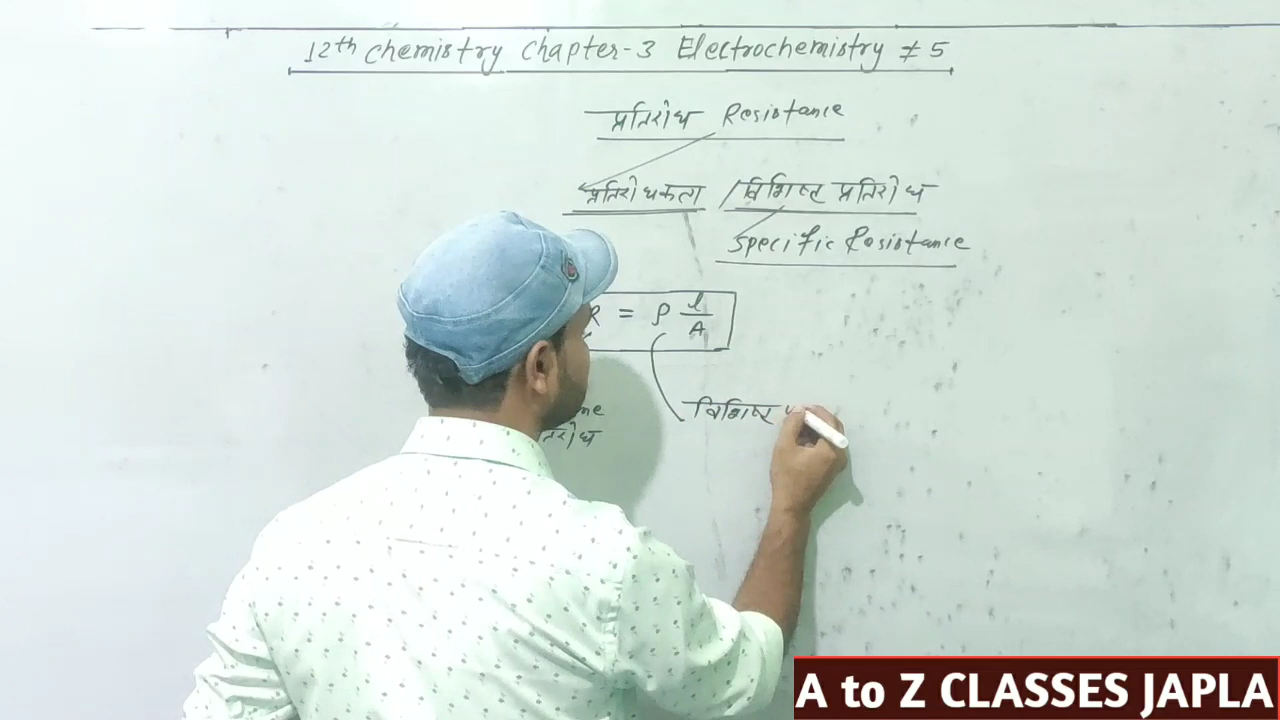 12th chemistry chapter-3 Electrochemistry ≠ 5
प्रतिरोध Resistance
प्रतिरोधकता / विशिष्ट प्रतिरोध
Specific Resistance
R = ρ l/A
विशिष्ट
A to Z CLASSES JAPLA